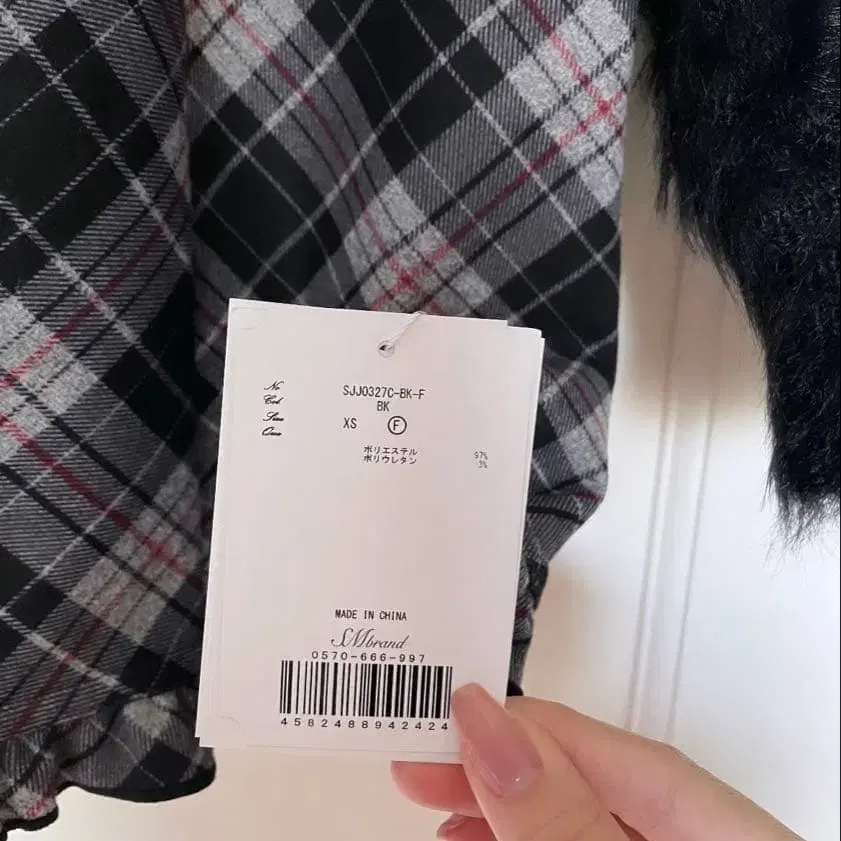 No SJJ0327C-BK-F
Col BK
Size XS Ⓕ
Qua ポリエステル 97%
ポリウレタン 3%
MADE IN CHINA
SMbrand
0570-666-997
4582488942424